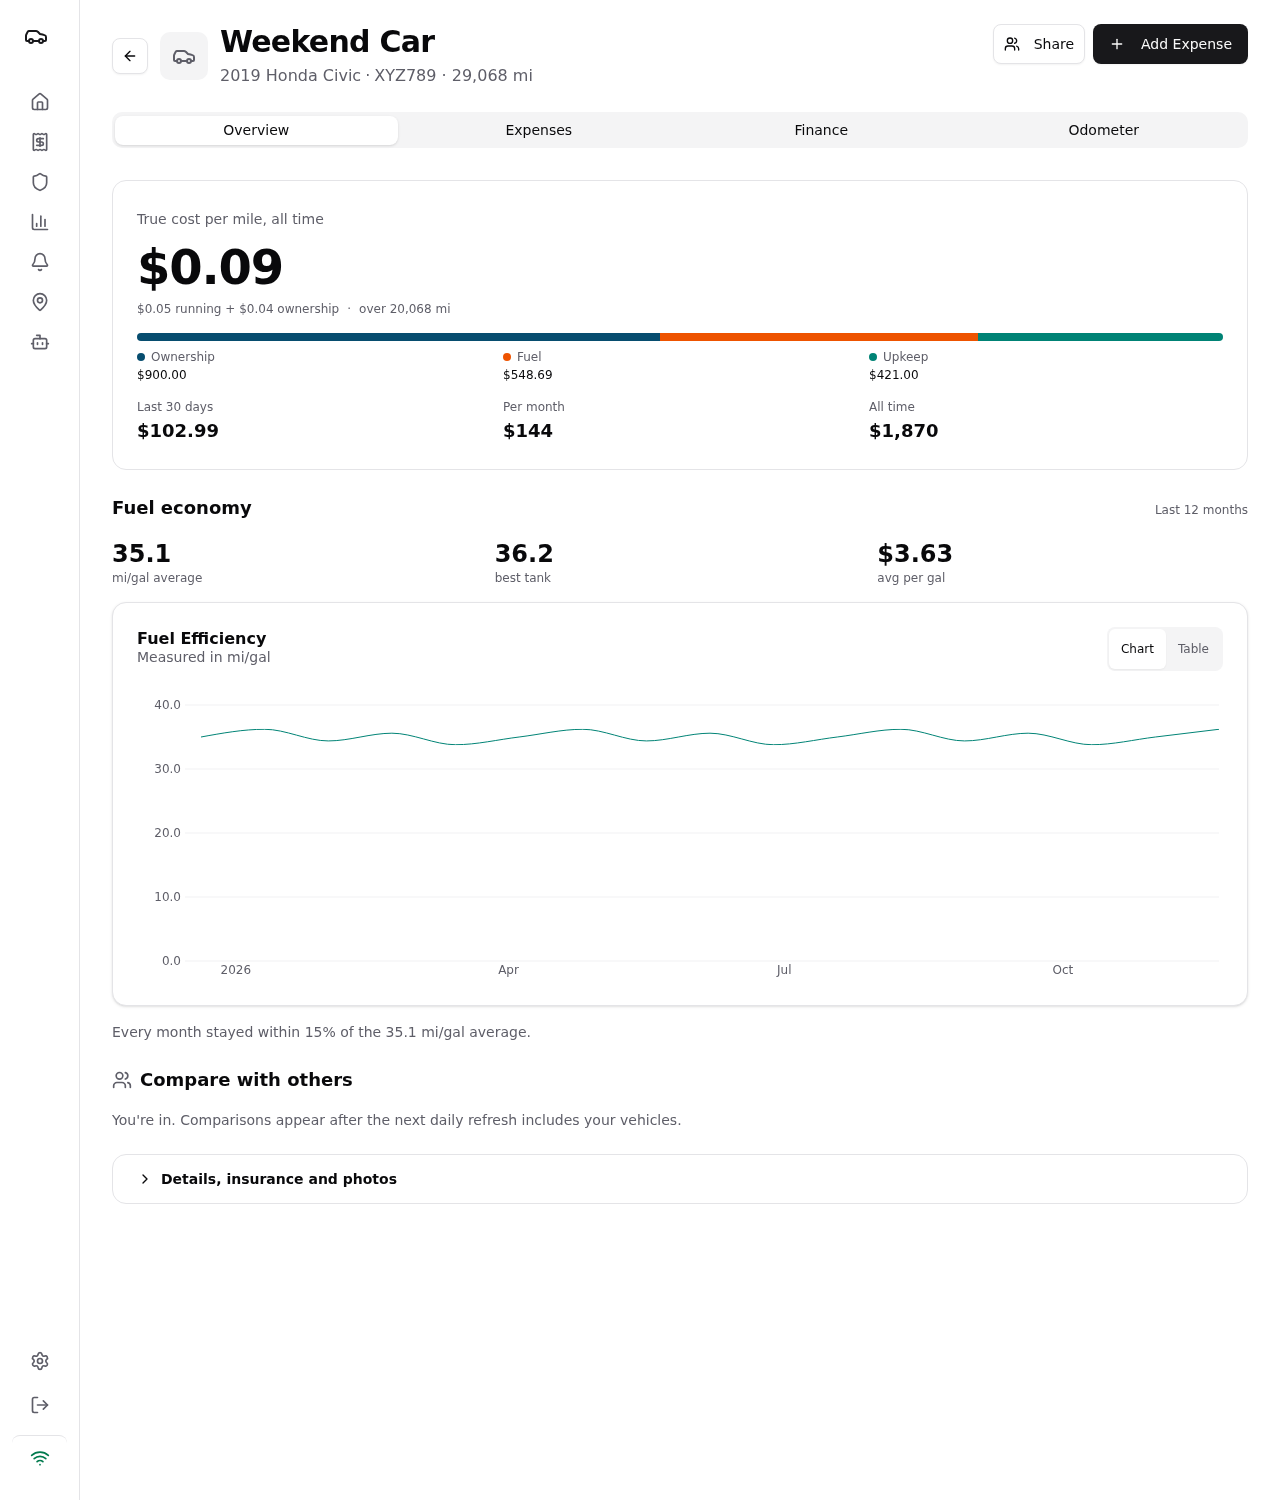 Weekend Car
2019 Honda Civic · XYZ789 · 29,068 mi
Share
Add Expense
Overview
Expenses
Finance
Odometer
True cost per mile, all time
$0.09
$0.05 running + $0.04 ownership · over 20,068 mi
Ownership
$900.00
Fuel
$548.69
Upkeep
$421.00
Last 30 days
$102.99
Per month
$144
All time
$1,870
Fuel economy
Last 12 months
35.1
mi/gal average
36.2
best tank
$3.63
avg per gal
Fuel Efficiency
Measured in mi/gal
Chart
Table
40.0
30.0
20.0
10.0
0.0
2026
Apr
Jul
Oct
Every month stayed within 15% of the 35.1 mi/gal average.
Compare with others
You're in. Comparisons appear after the next daily refresh includes your vehicles.
Details, insurance and photos